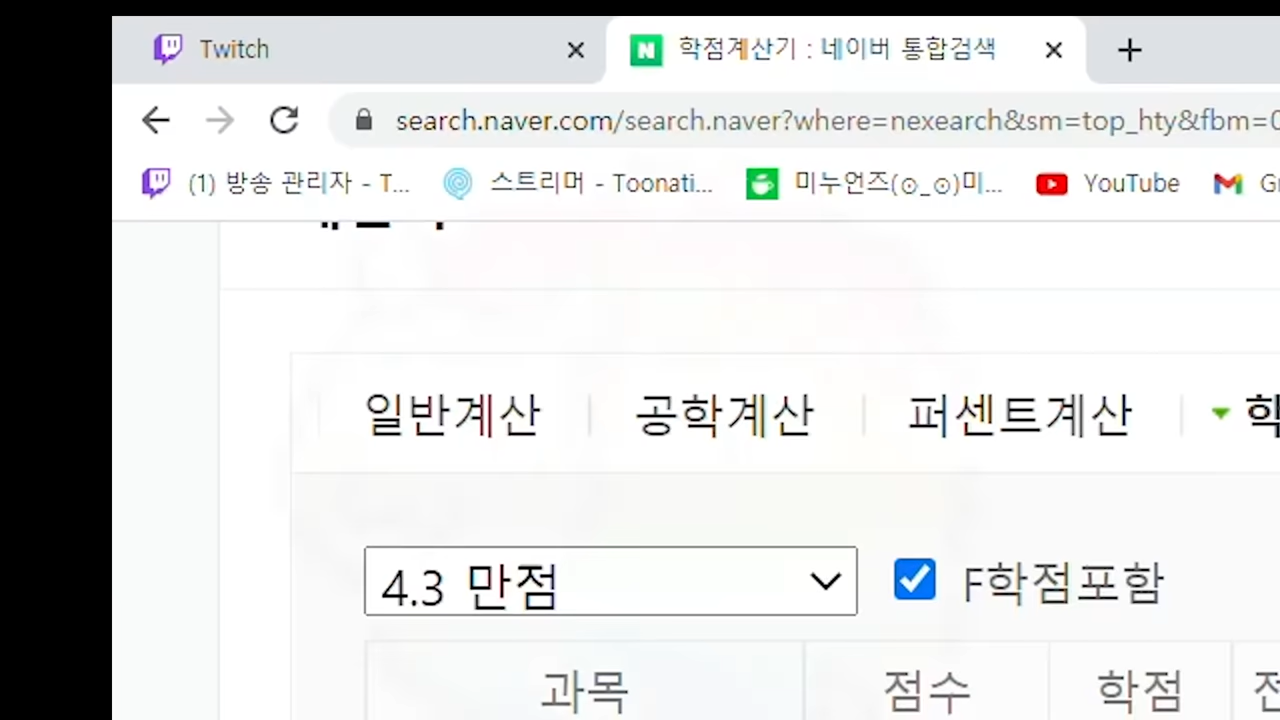 Twitch
학점계산기 : 네이버 통합검색
search.naver.com/search.naver?where=nexearch&sm=top_hty&fbm=0
(1) 방송 관리자 - T...
스트리머 - Toonati...
미누언즈(⊙_⊙)미...
YouTube
일반계산
공학계산
퍼센트계산
학
4.3 만점
F학점포함
과목
점수
학점